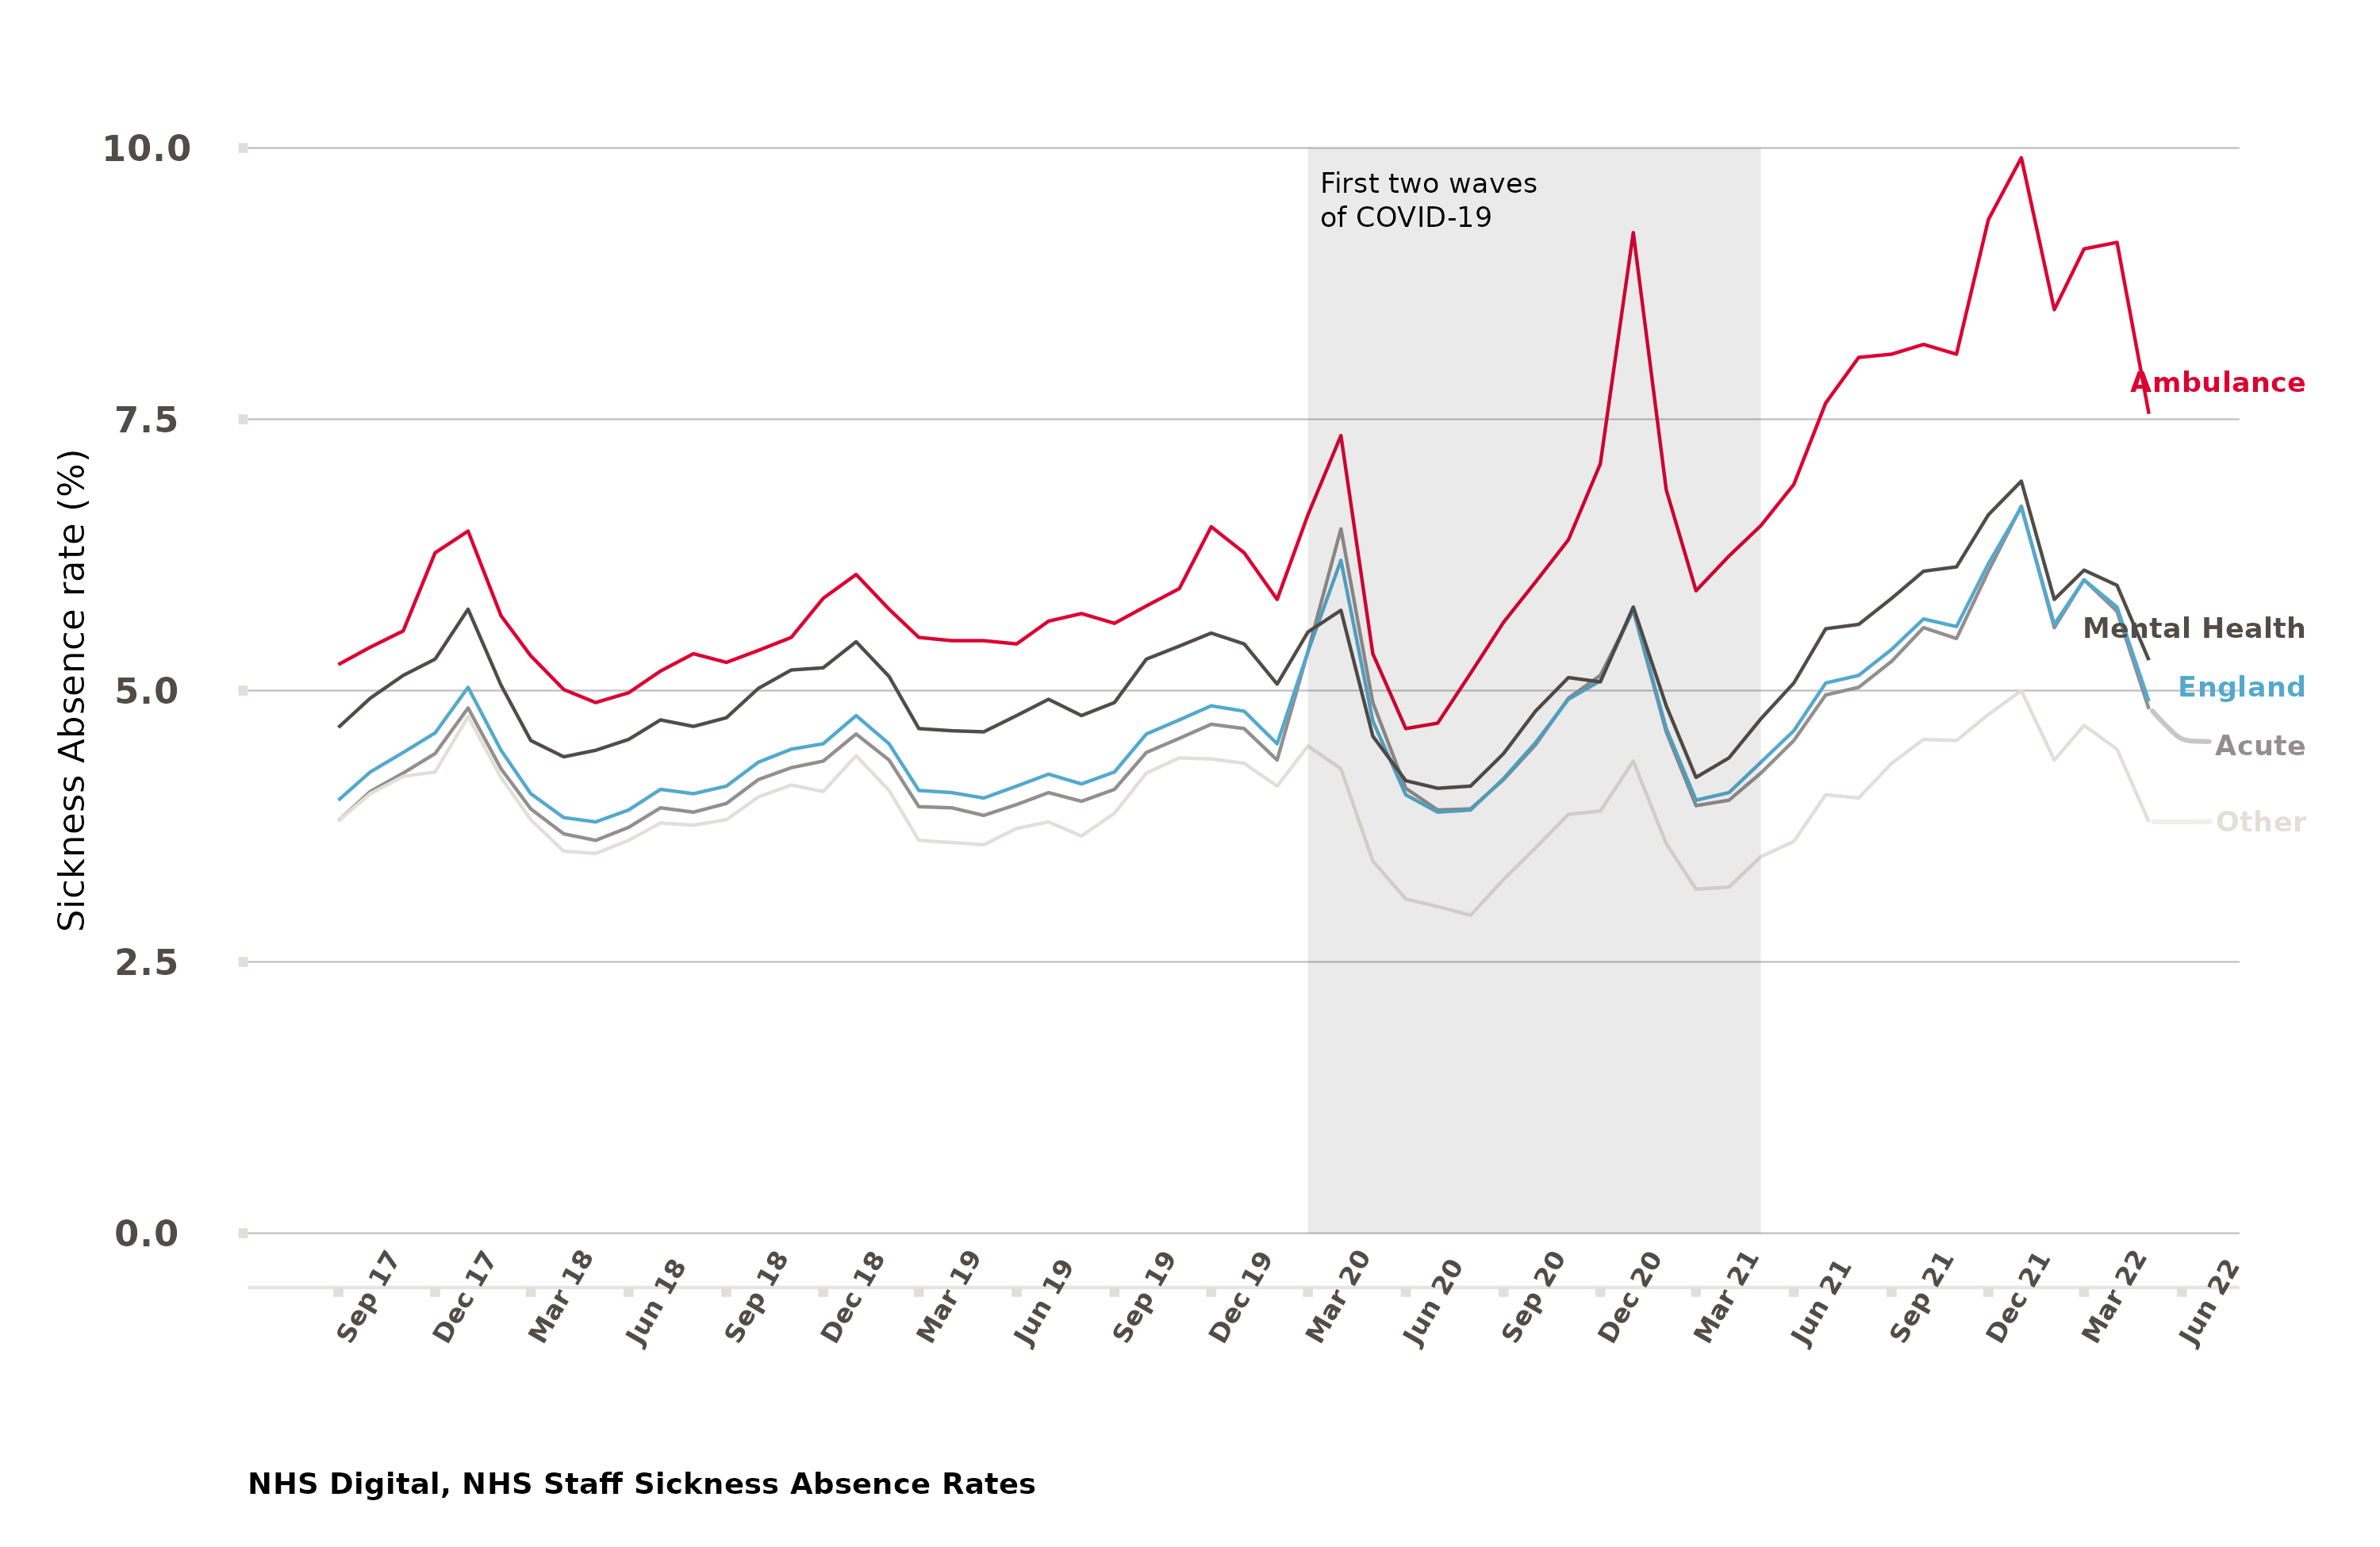 10.0
7.5
5.0
2.5
0.0
Sickness Absence rate (%)
First two waves
of COVID-19
Ambulance
Mental Health
England
Acute
Other
Sep 17
Dec 17
Mar 18
Jun 18
Sep 18
Dec 18
Mar 19
Jun 19
Sep 19
Dec 19
Mar 20
Jun 20
Sep 20
Dec 20
Mar 21
Jun 21
Sep 21
Dec 21
Mar 22
Jun 22
NHS Digital, NHS Staff Sickness Absence Rates